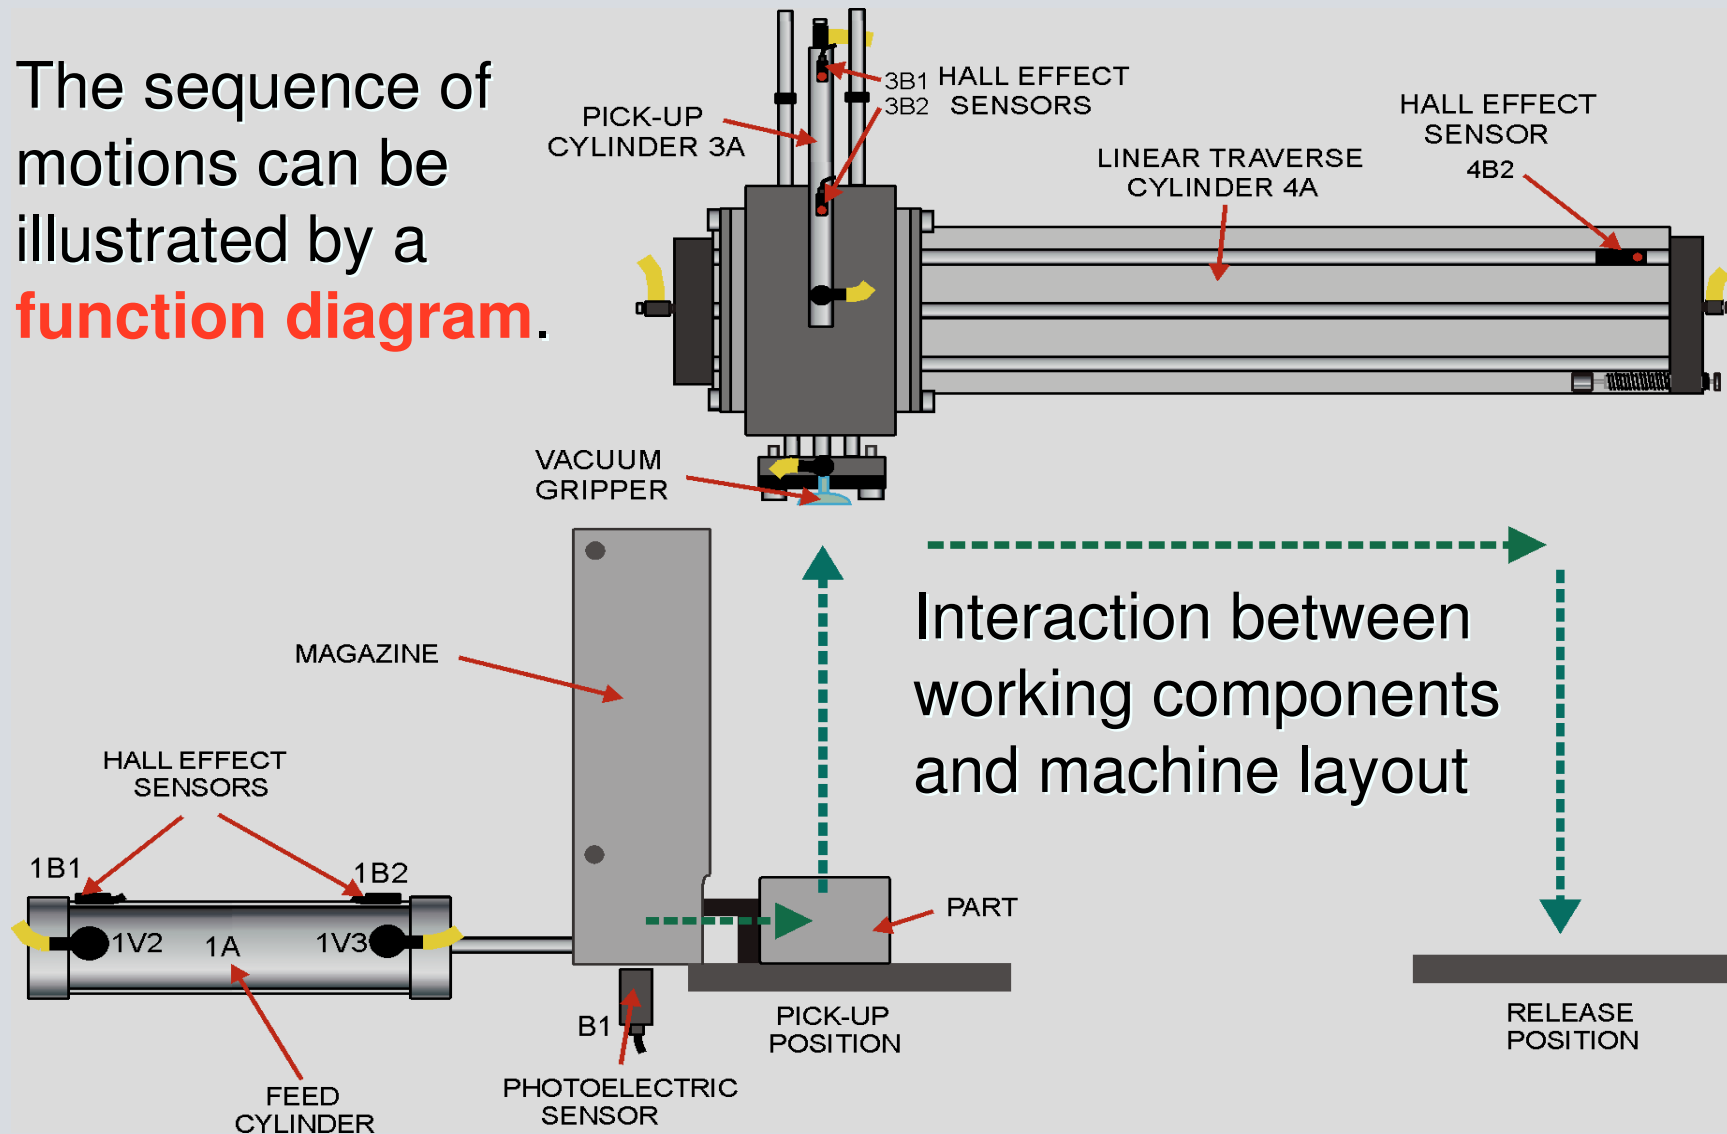 The sequence of
motions can be
illustrated by a
function diagram.
3B1 HALL EFFECT
3B2 SENSORS
PICK-UP
CYLINDER 3A
HALL EFFECT
SENSOR
4B2
LINEAR TRAVERSE
CYLINDER 4A
VACUUM
GRIPPER
Interaction between
working components
and machine layout
MAGAZINE
HALL EFFECT
SENSORS
1B1
1B2
1V2
1A
1V3
PART
B1
PICK-UP
POSITION
RELEASE
POSITION
FEED
CYLINDER
PHOTOELECTRIC
SENSOR